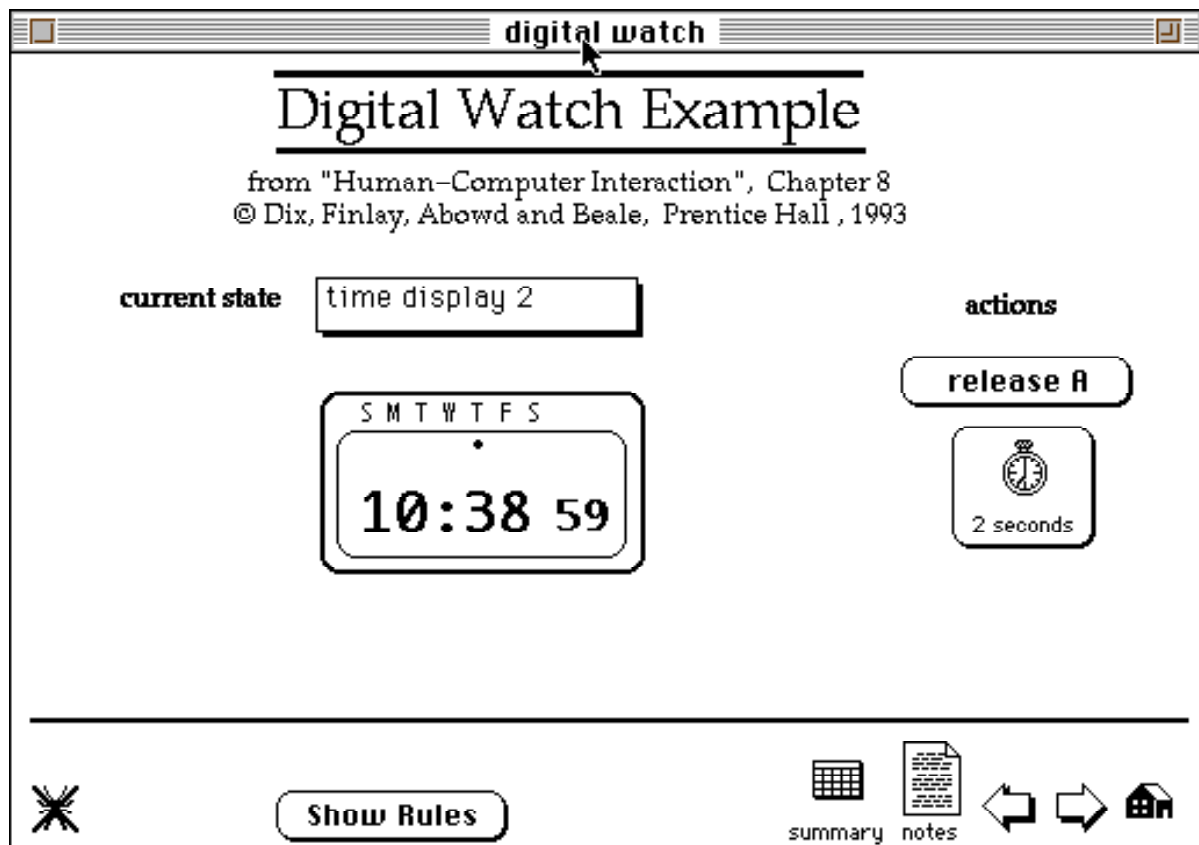 digital watch
Digital Watch Example
from "Human–Computer Interaction", Chapter 8
© Dix, Finlay, Abowd and Beale, Prentice Hall , 1993
current state
time display 2
actions
release A
S M T W T F S
10:38 59
2 seconds
Show Rules
summary
notes